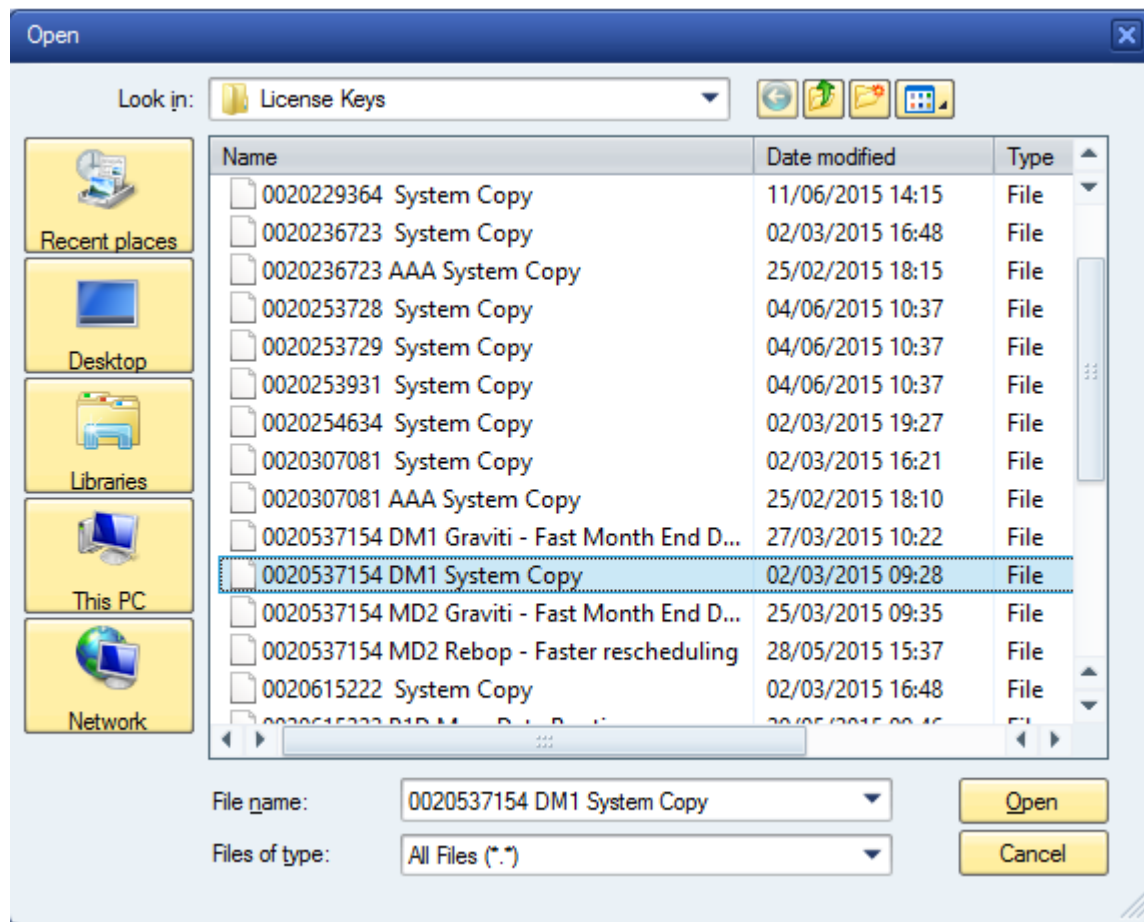 Open
Look in: License Keys
Name Date modified Type
0020229364  System Copy 11/06/2015 14:15 File
0020236723  System Copy 02/03/2015 16:48 File
0020236723 AAA System Copy 25/02/2015 18:15 File
0020253728  System Copy 04/06/2015 10:37 File
0020253729  System Copy 04/06/2015 10:37 File
0020253931  System Copy 04/06/2015 10:37 File
0020254634  System Copy 02/03/2015 19:27 File
0020307081  System Copy 02/03/2015 16:21 File
0020307081 AAA System Copy 25/02/2015 18:10 File
0020537154 DM1 Graviti - Fast Month End D... 27/03/2015 10:22 File
0020537154 DM1 System Copy 02/03/2015 09:28 File
0020537154 MD2 Graviti - Fast Month End D... 25/03/2015 09:35 File
0020537154 MD2 Rebop - Faster rescheduling 28/05/2015 15:37 File
0020615222  System Copy 02/03/2015 16:48 File
Recent places
Desktop
Libraries
This PC
Network
File name: 0020537154 DM1 System Copy Open
Files of type: All Files (*.*) Cancel